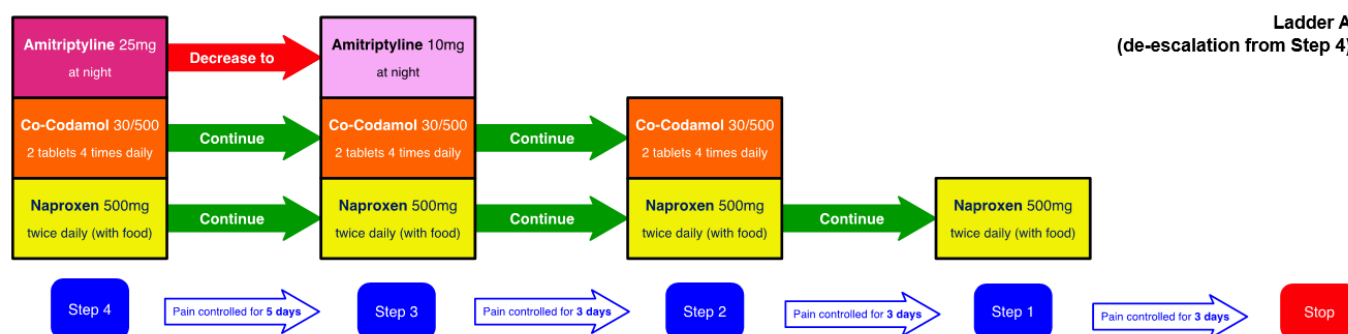 Ladder A
(de-escalation from Step 4)
Amitriptyline 25mg
at night
Decrease to
Amitriptyline 10mg
at night
Co-Codamol 30/500
2 tablets 4 times daily
Continue
Co-Codamol 30/500
2 tablets 4 times daily
Continue
Co-Codamol 30/500
2 tablets 4 times daily
Naproxen 500mg
twice daily (with food)
Continue
Naproxen 500mg
twice daily (with food)
Continue
Naproxen 500mg
twice daily (with food)
Continue
Naproxen 500mg
twice daily (with food)
Step 4
Pain controlled for 5 days
Step 3
Pain controlled for 3 days
Step 2
Pain controlled for 3 days
Step 1
Pain controlled for 3 days
Stop